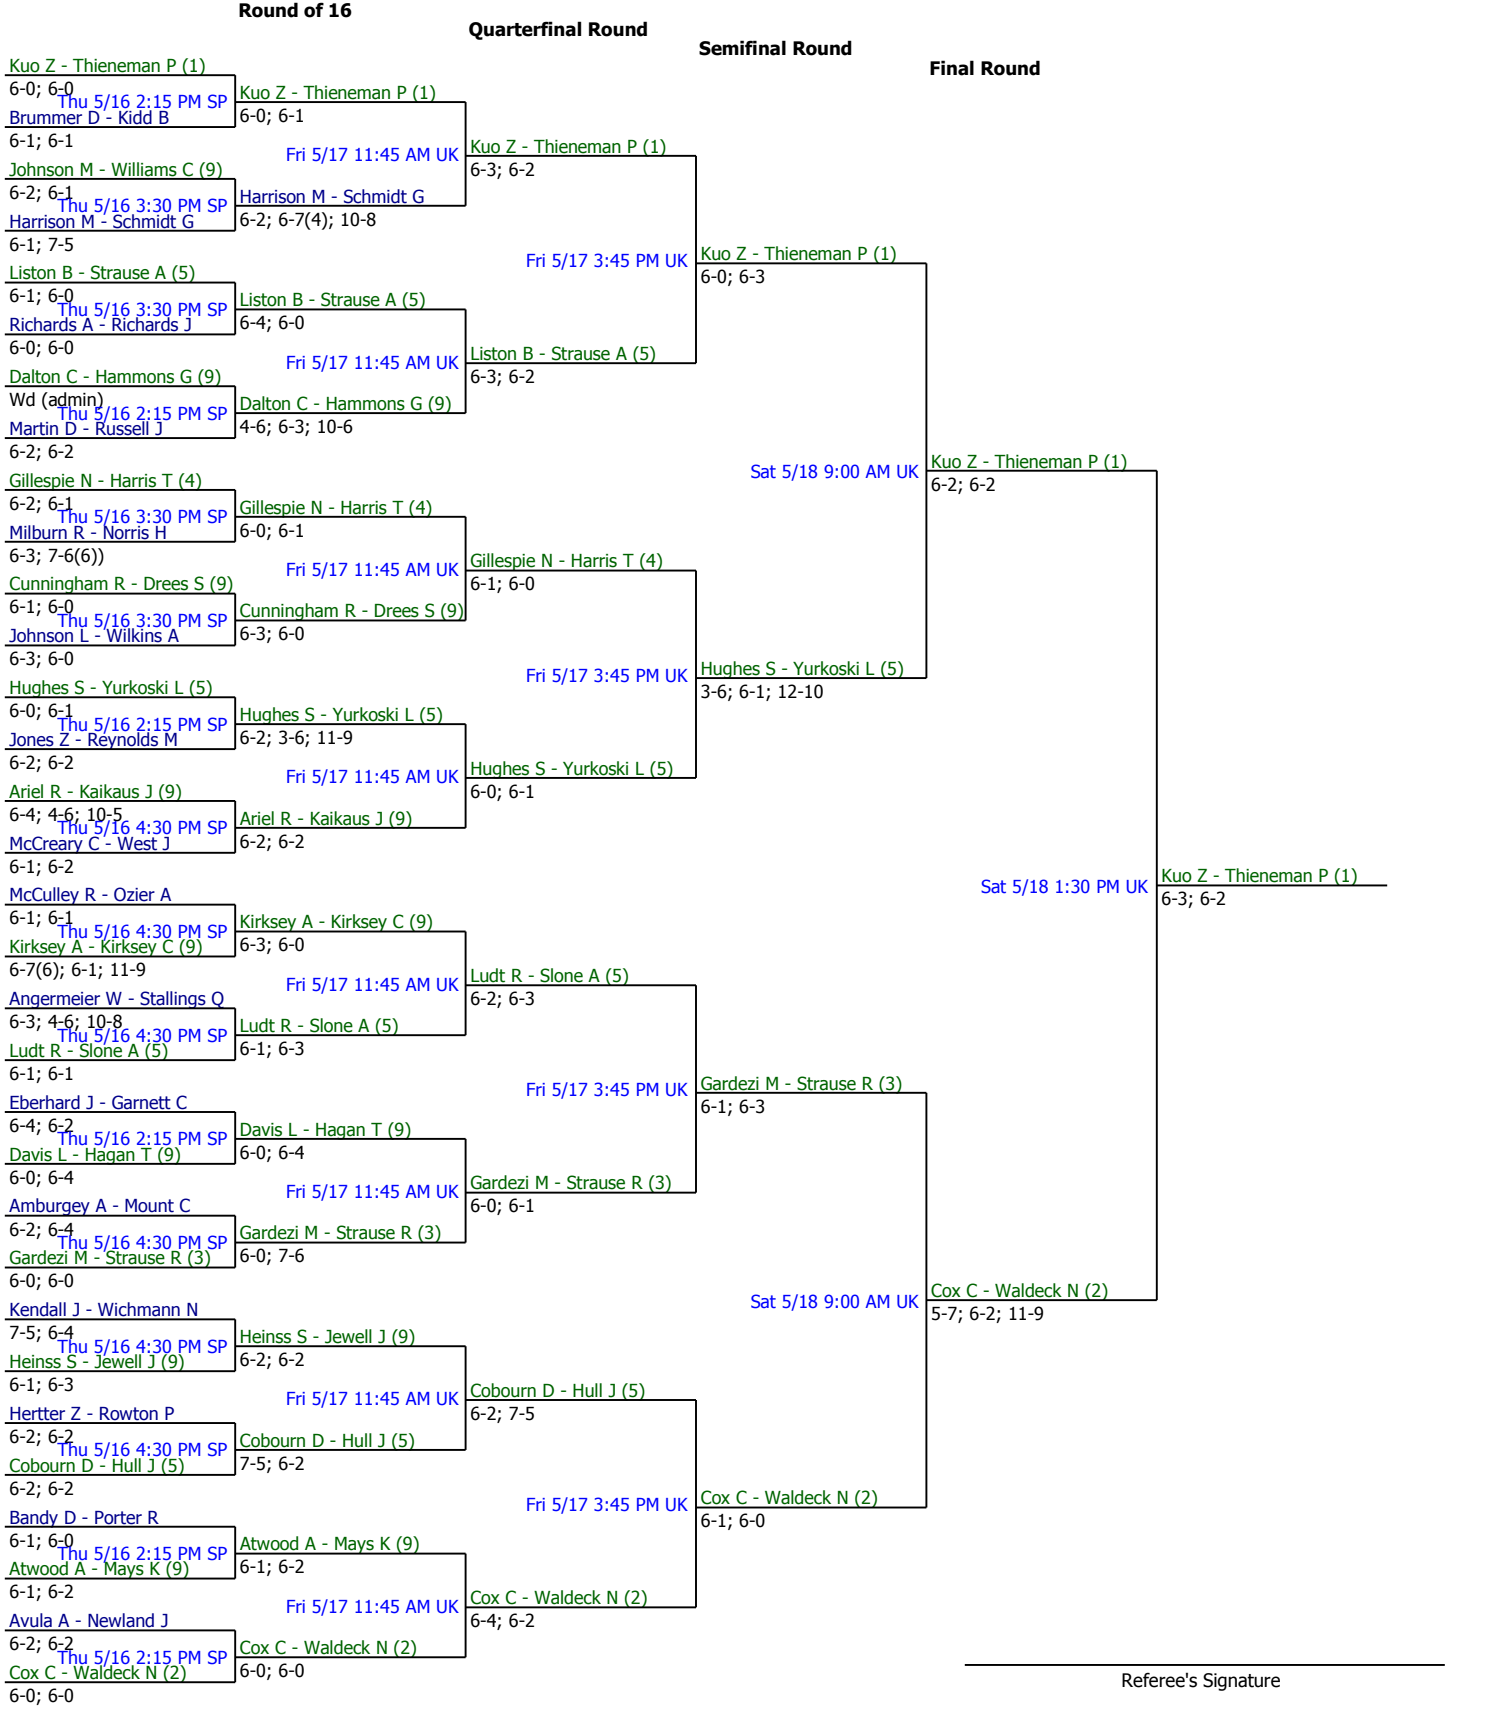 Round of 16
Quarterfinal Round
Semifinal Round
Final Round
Kuo Z - Thieneman P (1)
6-0; 6-0
Thu 5/16 2:15 PM SP
Brummer D - Kidd B
6-1; 6-1
Johnson M - Williams C (9)
6-2; 6-1
Thu 5/16 3:30 PM SP
Harrison M - Schmidt G
6-1; 7-5
Liston B - Strause A (5)
6-1; 6-0
Thu 5/16 3:30 PM SP
Richards A - Richards J
6-0; 6-0
Dalton C - Hammons G (9)
Wd (admin)
Thu 5/16 2:15 PM SP
Martin D - Russell J
6-2; 6-2
Gillespie N - Harris T (4)
6-2; 6-1
Thu 5/16 3:30 PM SP
Milburn R - Norris H
6-3; 7-6(6))
Cunningham R - Drees S (9)
6-1; 6-0
Thu 5/16 3:30 PM SP
Johnson L - Wilkins A
6-3; 6-0
Hughes S - Yurkoski L (5)
6-0; 6-1
Thu 5/16 2:15 PM SP
Jones Z - Reynolds M
6-2; 6-2
Ariel R - Kaikaus J (9)
6-4; 4-6; 10-5
Thu 5/16 4:30 PM SP
McCreary C - West J
6-1; 6-2
McCulley R - Ozier A
6-1; 6-1
Thu 5/16 4:30 PM SP
Kirksey A - Kirksey C (9)
6-7(6); 6-1; 11-9
Angermeier W - Stallings Q
6-3; 4-6; 10-8
Thu 5/16 4:30 PM SP
Ludt R - Slone A (5)
6-1; 6-1
Eberhard J - Garnett C
6-4; 6-2
Thu 5/16 2:15 PM SP
Davis L - Hagan T (9)
6-0; 6-4
Amburgey A - Mount C
6-2; 6-4
Thu 5/16 4:30 PM SP
Gardezi M - Strause R (3)
6-0; 6-0
Kendall J - Wichmann N
7-5; 6-4
Thu 5/16 4:30 PM SP
Heinss S - Jewell J (9)
6-1; 6-3
Hertter Z - Rowton P
6-2; 6-2
Thu 5/16 4:30 PM SP
Cobourn D - Hull J (5)
6-2; 6-2
Bandy D - Porter R
6-1; 6-0
Thu 5/16 2:15 PM SP
Atwood A - Mays K (9)
6-1; 6-2
Avula A - Newland J
6-2; 6-2
Thu 5/16 2:15 PM SP
Cox C - Waldeck N (2)
6-0; 6-0
Kuo Z - Thieneman P (1)
6-0; 6-1
Fri 5/17 11:45 AM UK
Harrison M - Schmidt G
6-2; 6-7(4); 10-8
Liston B - Strause A (5)
6-4; 6-0
Fri 5/17 11:45 AM UK
Dalton C - Hammons G (9)
4-6; 6-3; 10-6
Gillespie N - Harris T (4)
6-0; 6-1
Fri 5/17 11:45 AM UK
Cunningham R - Drees S (9)
6-3; 6-0
Hughes S - Yurkoski L (5)
6-2; 3-6; 11-9
Fri 5/17 11:45 AM UK
Ariel R - Kaikaus J (9)
6-2; 6-2
Kirksey A - Kirksey C (9)
6-3; 6-0
Fri 5/17 11:45 AM UK
Ludt R - Slone A (5)
6-1; 6-3
Davis L - Hagan T (9)
6-0; 6-4
Fri 5/17 11:45 AM UK
Gardezi M - Strause R (3)
6-0; 7-6
Heinss S - Jewell J (9)
6-2; 6-2
Fri 5/17 11:45 AM UK
Cobourn D - Hull J (5)
7-5; 6-2
Atwood A - Mays K (9)
6-1; 6-2
Fri 5/17 11:45 AM UK
Cox C - Waldeck N (2)
6-0; 6-0
Kuo Z - Thieneman P (1)
6-3; 6-2
Fri 5/17 3:45 PM UK
Liston B - Strause A (5)
6-3; 6-2
Gillespie N - Harris T (4)
6-1; 6-0
Fri 5/17 3:45 PM UK
Hughes S - Yurkoski L (5)
6-0; 6-1
Ludt R - Slone A (5)
6-2; 6-3
Fri 5/17 3:45 PM UK
Gardezi M - Strause R (3)
6-0; 6-1
Cobourn D - Hull J (5)
6-2; 7-5
Fri 5/17 3:45 PM UK
Cox C - Waldeck N (2)
6-4; 6-2
Kuo Z - Thieneman P (1)
6-0; 6-3
Sat 5/18 9:00 AM UK
Hughes S - Yurkoski L (5)
3-6; 6-1; 12-10
Gardezi M - Strause R (3)
6-1; 6-3
Sat 5/18 9:00 AM UK
Cox C - Waldeck N (2)
6-1; 6-0
Kuo Z - Thieneman P (1)
6-2; 6-2
Sat 5/18 1:30 PM UK
Cox C - Waldeck N (2)
5-7; 6-2; 11-9
Kuo Z - Thieneman P (1)
6-3; 6-2
Referee's Signature